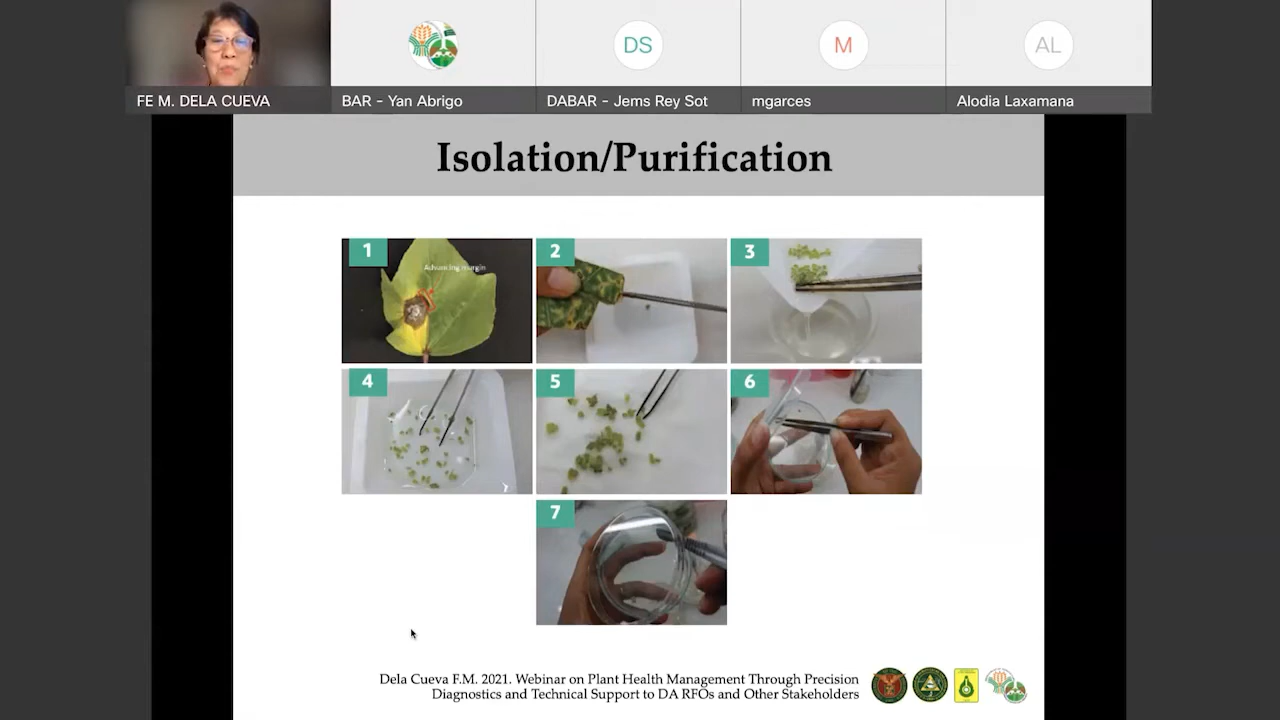 FE M. DELA CUEVA
BAR - Yan Abrigo
DS
DABAR - Jems Rey Sot
M
mgarces
AL
Alodia Laxamana
Isolation/Purification
1
Advancing margin
2
3
4
5
6
7
Dela Cueva F.M. 2021. Webinar on Plant Health Management Through Precision
Diagnostics and Technical Support to DA RFOs and Other Stakeholders